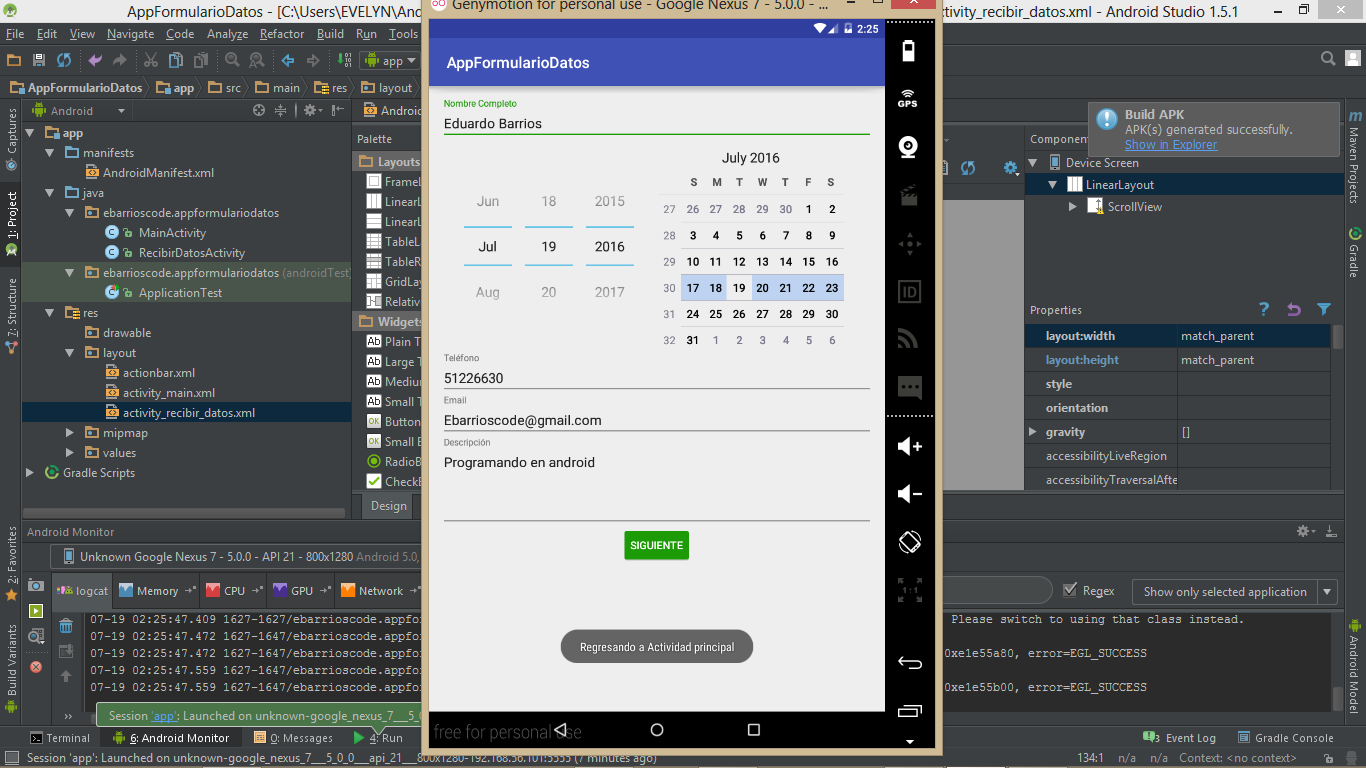 AppFormularioDatos - [C:\Users\EVELYN\And
Genymotion for personal use - Google Nexus 7 - 5.0.0 - ...
tivity_recibir_datos.xml - Android Studio 1.5.1
File Edit View Navigate Code Analyze Refactor Build Run Tools
app
AppFormularioDatos app src main res layout
Android
Captures
1: Project
7: Structure
2: Favorites
Build Variants
app
manifests
AndroidManifest.xml
java
ebarrioscode.appformulariodatos
MainActivity
RecibirDatosActivity
ebarrioscode.appformulariodatos (androidTest)
ApplicationTest
res
drawable
layout
actionbar.xml
activity_main.xml
activity_recibir_datos.xml
mipmap
values
Gradle Scripts
Palette
Layouts
FrameL
LinearL
LinearL
TableL
TableR
GridLay
Relative
Widgets
Ab Plain T
Ab Large T
Ab Medium
Ab Small T
OK Button
OK Small B
RadioB
CheckB
Design
2:25
AppFormularioDatos
Nombre Completo
Eduardo Barrios
Jun 18 2015
Jul 19 2016
Aug 20 2017
July 2016
S M T W T F S
27 26 27 28 29 30 1 2
28 3 4 5 6 7 8 9
29 10 11 12 13 14 15 16
30 17 18 19 20 21 22 23
31 24 25 26 27 28 29 30
32 31 1 2 3 4 5 6
Teléfono
51226630
Email
Ebarrioscode@gmail.com
Descripción
Programando en android
SIGUIENTE
Regresando a Actividad principal
free for personal use
GPS
ID
1:1
Build APK
APK(s) generated successfully.
Show in Explorer
Componen
Device Screen
LinearLayout
ScrollView
Properties
layout:width match_parent
layout:height match_parent
style
orientation
gravity []
accessibilityLiveRegion
accessibilityTraversalAfte
Maven Projects
Gradle
Android Model
Android Monitor
Unknown Google Nexus 7 - 5.0.0 - API 21 - 800x1280 Android 5.0,
logcat Memory CPU GPU Network
Regex
Show only selected application
07-19 02:25:47.409 1627-1627/ebarrioscode.appfo
Please switch to using that class instead.
07-19 02:25:47.472 1627-1647/ebarrioscode.appfo
07-19 02:25:47.472 1627-1647/ebarrioscode.appfo
0xe1e55a80, error=EGL_SUCCESS
07-19 02:25:47.559 1627-1647/ebarrioscode.appfo
07-19 02:25:47.559 1627-1647/ebarrioscode.appfo
0xe1e55b00, error=EGL_SUCCESS
Session 'app': Launched on unknown-google_nexus_7___5_0
Terminal 6: Android Monitor 0: Messages 4: Run
Event Log Gradle Console
Session 'app': Launched on unknown-google_nexus_7___5_0_0___api_21___800x1280-192.168.56.101:5555 (7 minutes ago)
134:1 n/a n/a Context: <no context>